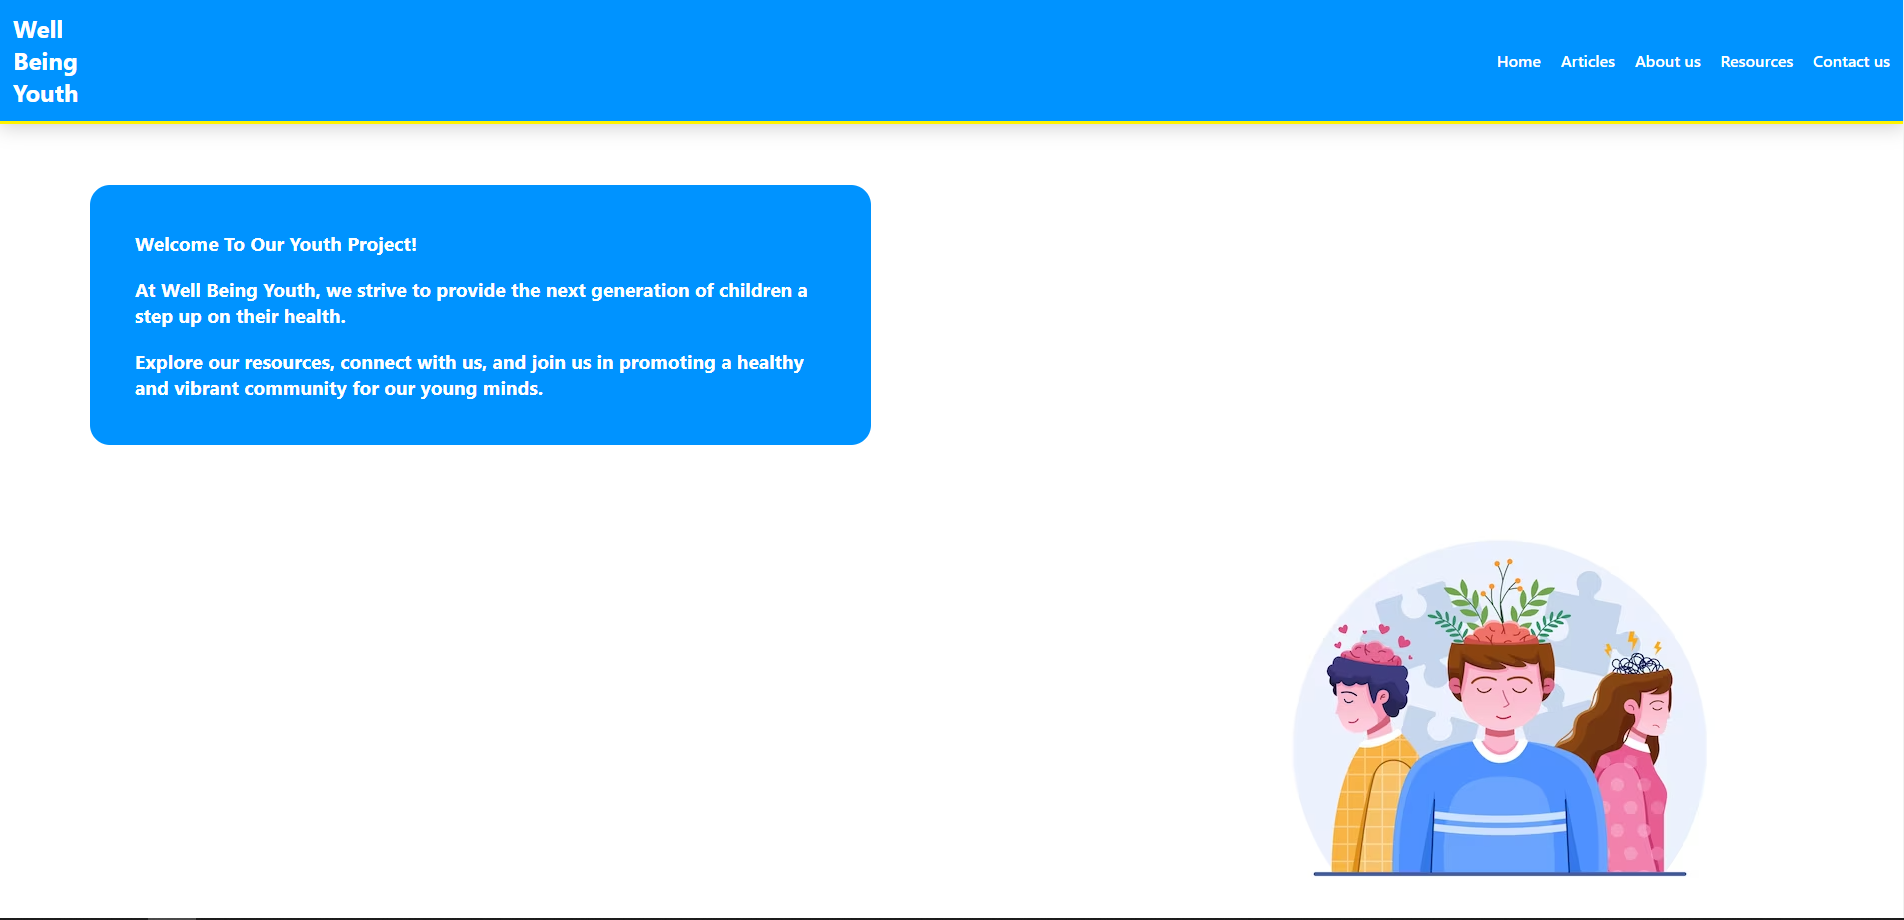 Well
Being
Youth
Home Articles About us Resources Contact us
Welcome To Our Youth Project!
At Well Being Youth, we strive to provide the next generation of children a
step up on their health.
Explore our resources, connect with us, and join us in promoting a healthy
and vibrant community for our young minds.